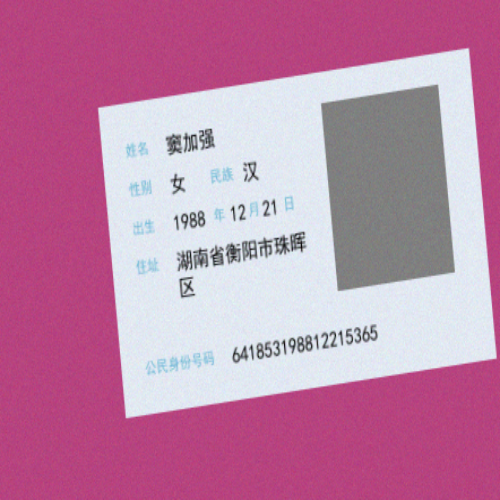 姓名 窦加强
性别 女 民族 汉
出生 1988 年 12 月 21 日
住址 湖南省衡阳市珠晖
区
公民身份号码 641853198812215365